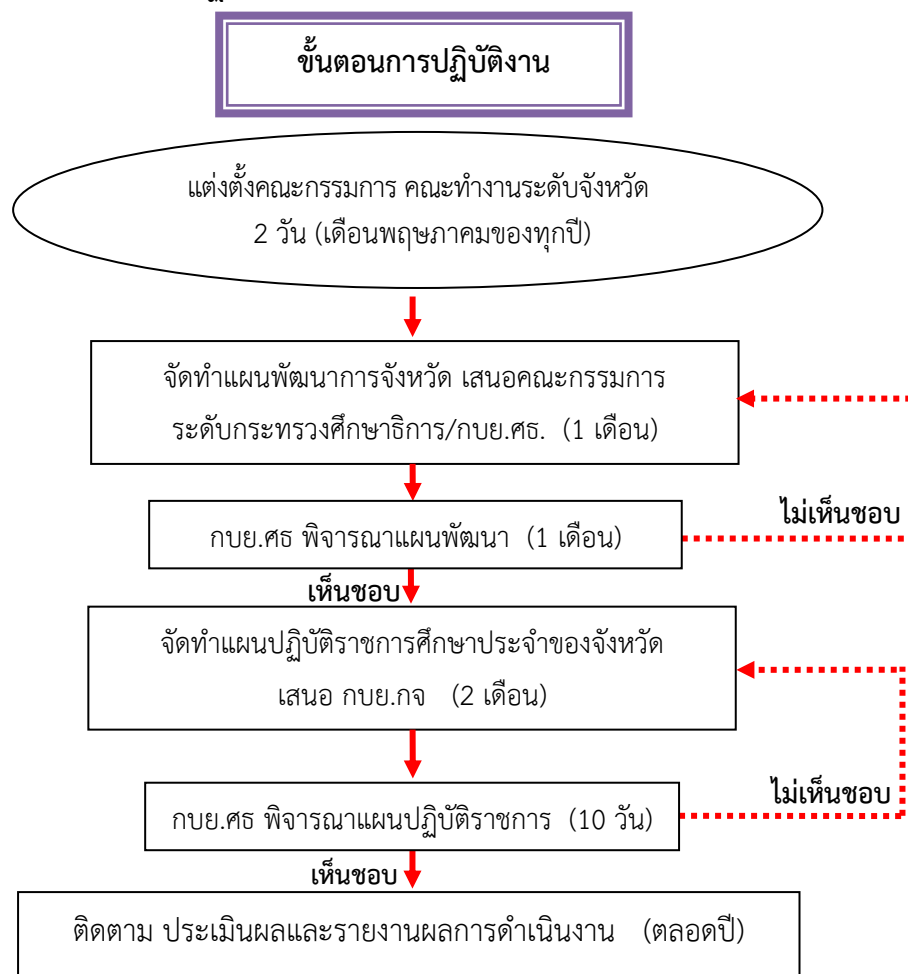 ขั้นตอนการปฏิบัติงาน
แต่งตั้งคณะกรรมการ คณะทำงานระดับจังหวัด
2 วัน (เดือนพฤษภาคมของทุกปี)
จัดทำแผนพัฒนาการจังหวัด เสนอคณะกรรมการ
ระดับกระทรวงศึกษาธิการ/กบย.ศธ. (1 เดือน)
ไม่เห็นชอบ
กบย.ศธ พิจารณาแผนพัฒนา (1 เดือน)
เห็นชอบ
จัดทำแผนปฏิบัติราชการศึกษาประจำของจังหวัด
เสนอ กบย.กจ (2 เดือน)
ไม่เห็นชอบ
กบย.ศธ พิจารณาแผนปฏิบัติราชการ (10 วัน)
เห็นชอบ
ติดตาม ประเมินผลและรายงานผลการดำเนินงาน (ตลอดปี)